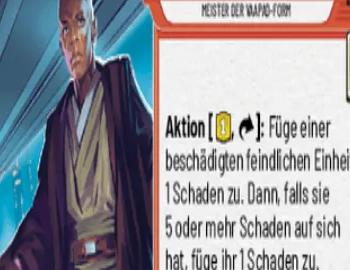 MEISTER DER VAAPAD-FORM
Aktion [1, ]: Füge einer
beschädigten feindlichen Einhei
1 Schaden zu. Dann, falls sie
5 oder mehr Schaden auf sich
hat, füge ihr 1 Schaden zu.